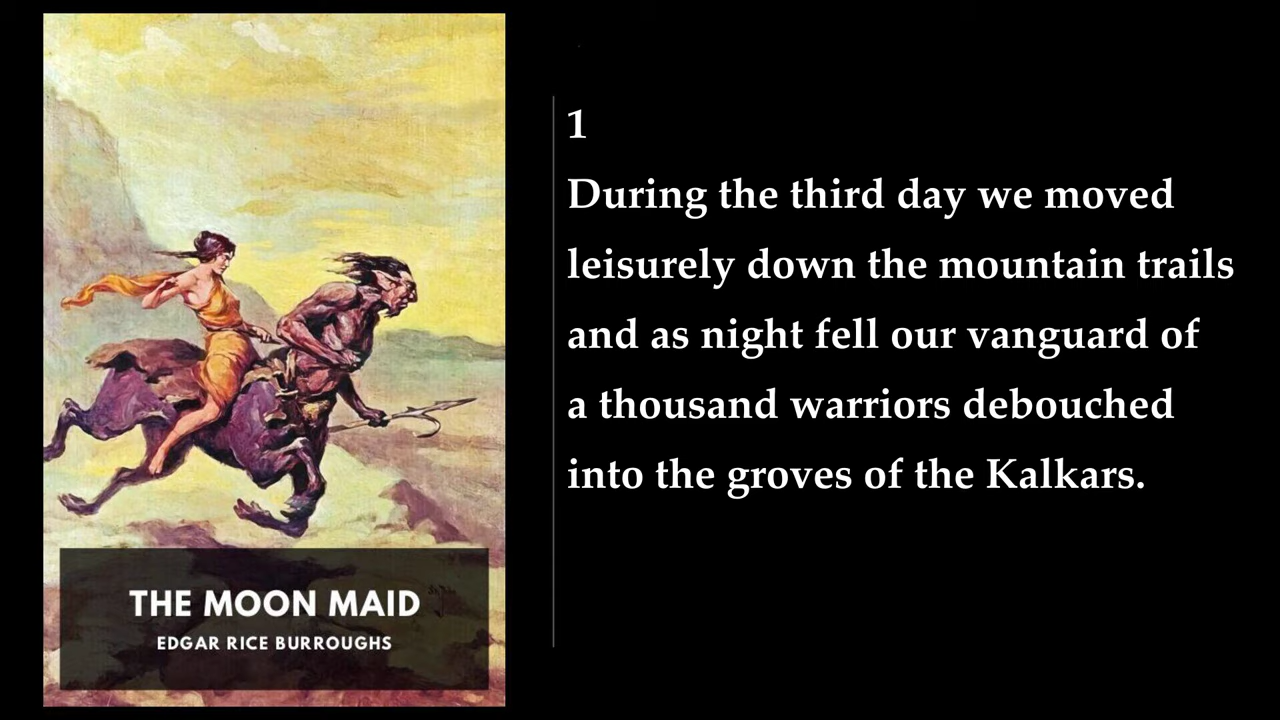 THE MOON MAID
EDGAR RICE BURROUGHS
1
During the third day we moved
leisurely down the mountain trails
and as night fell our vanguard of
a thousand warriors debouched
into the groves of the Kalkars.